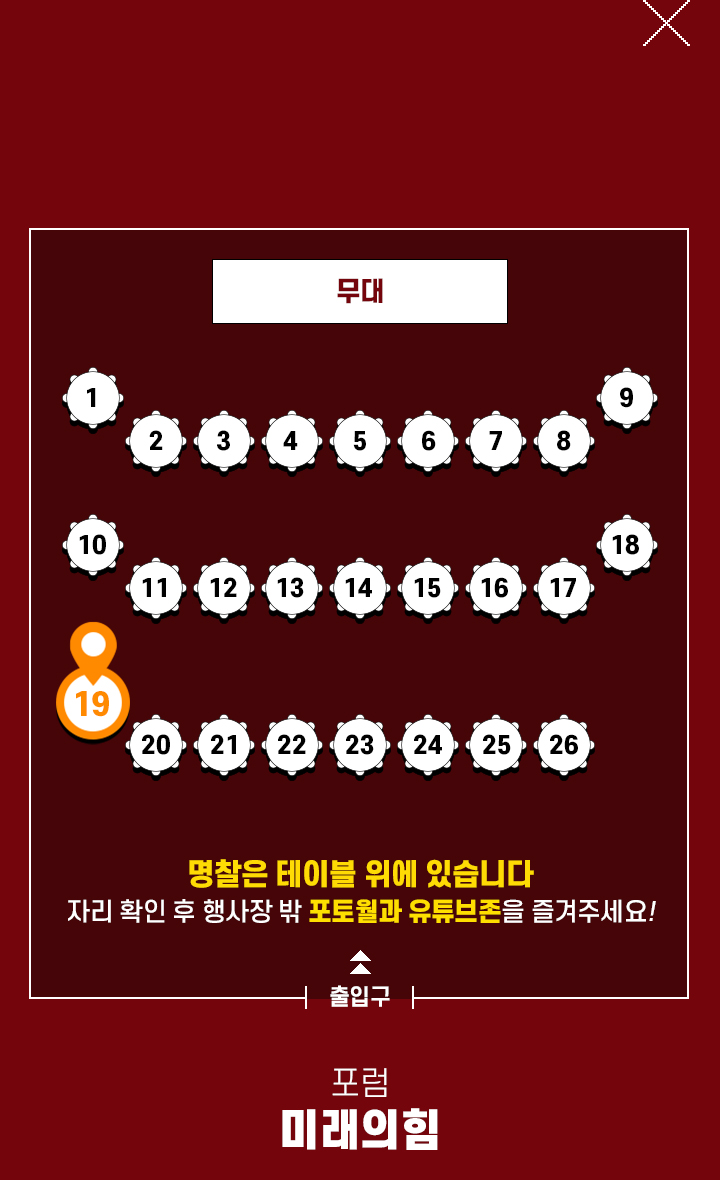 무대
1 9
2 3 4 5 6 7 8
10 18
11 12 13 14 15 16 17
19
20 21 22 23 24 25 26
명찰은 테이블 위에 있습니다
자리 확인 후 행사장 밖 포토월과 유튜브존을 즐겨주세요!
출입구
포럼
미래의힘